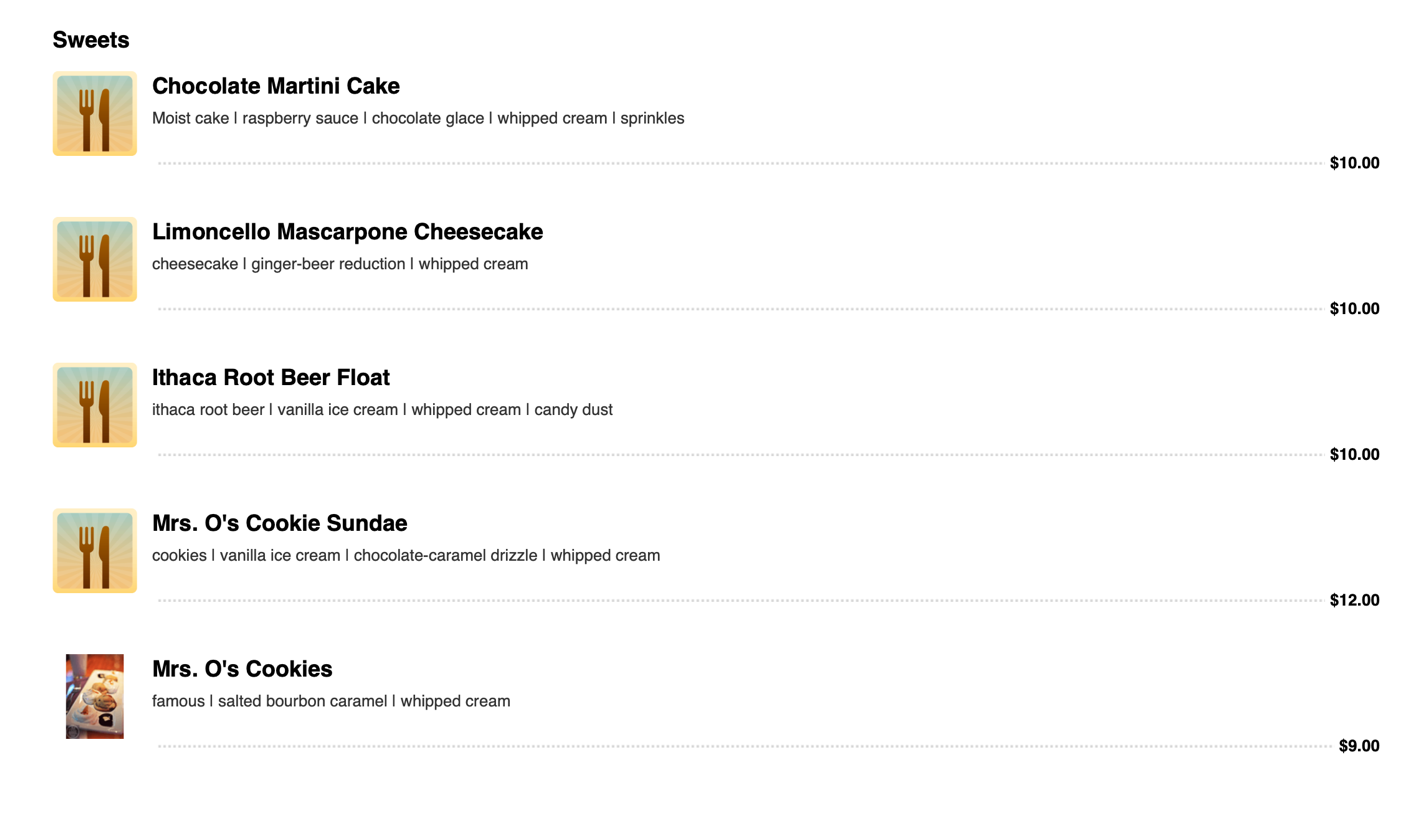 Sweets
Chocolate Martini Cake
Moist cake | raspberry sauce | chocolate glace | whipped cream | sprinkles
$10.00
Limoncello Mascarpone Cheesecake
cheesecake | ginger-beer reduction | whipped cream
$10.00
Ithaca Root Beer Float
ithaca root beer | vanilla ice cream | whipped cream | candy dust
$10.00
Mrs. O's Cookie Sundae
cookies | vanilla ice cream | chocolate-caramel drizzle | whipped cream
$12.00
Mrs. O's Cookies
famous | salted bourbon caramel | whipped cream
$9.00